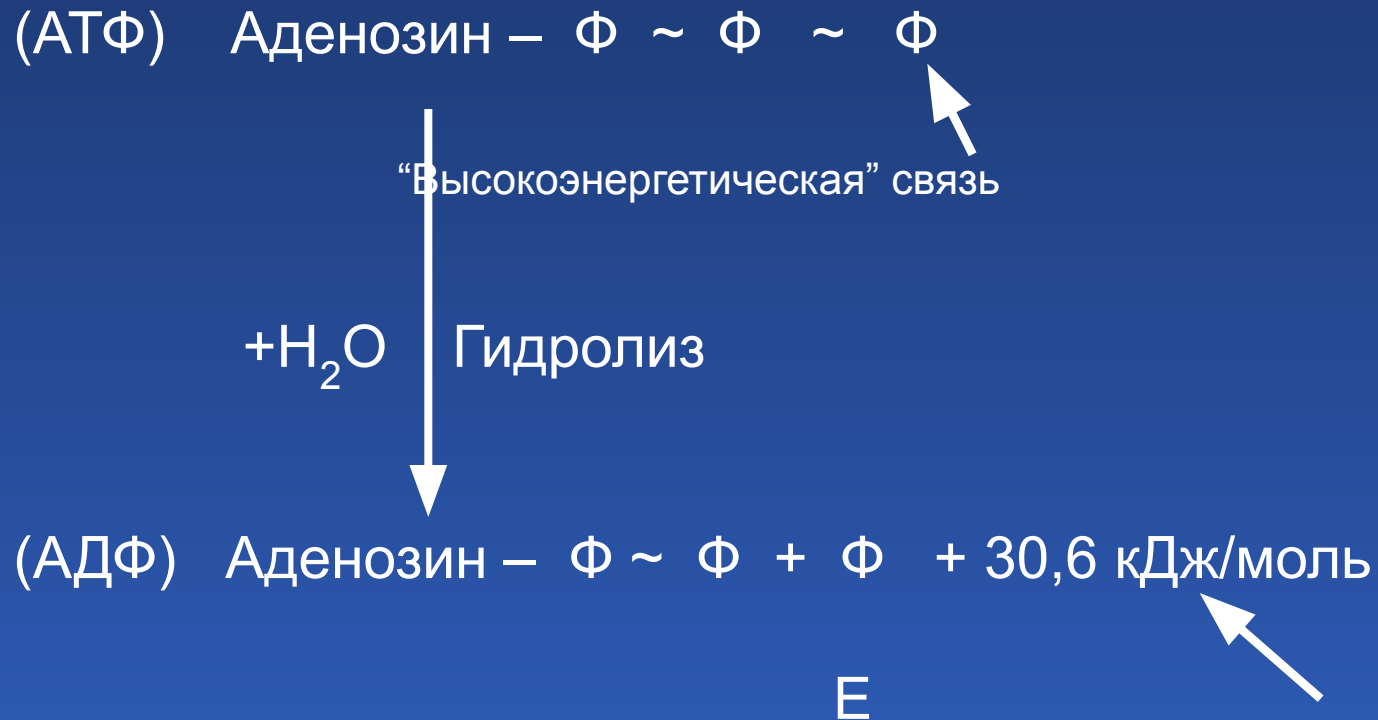 (АТФ) Аденозин – Ф ~ Ф ~ Ф
“Высокоэнергетическая” связь
+H₂O Гидролиз
(АДФ) Аденозин – Ф ~ Ф + Ф + 30,6 кДж/моль
Е